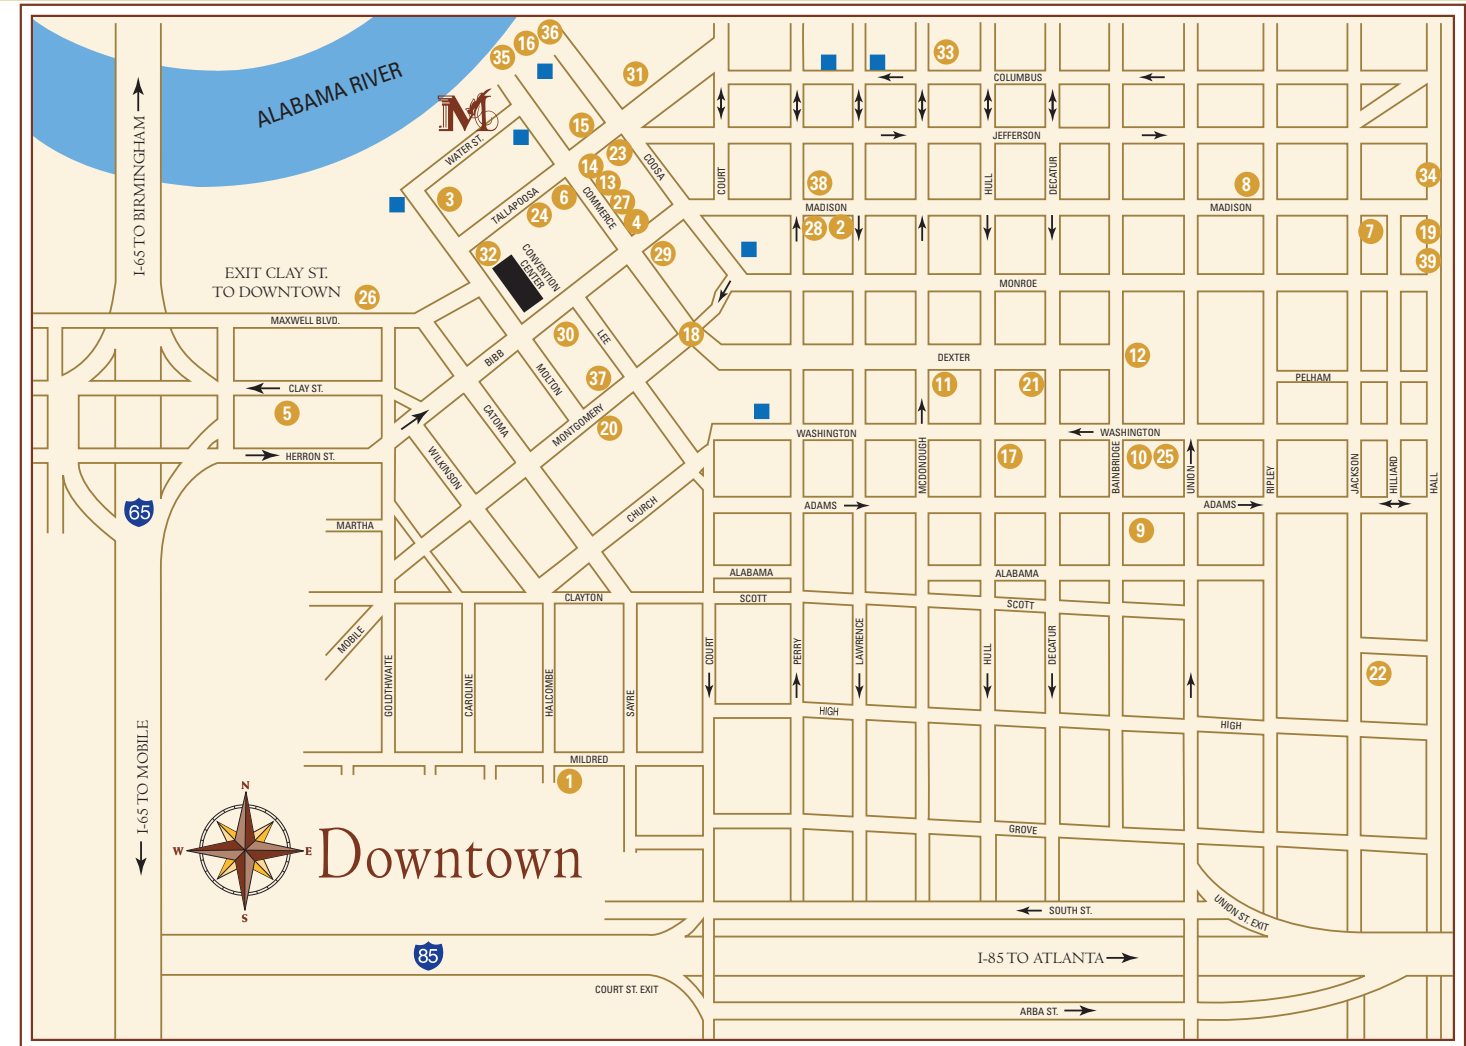 36
16
35
33
31
ALABAMA RIVER
COLUMBUS
M
15
JEFFERSON
I-65 TO BIRMINGHAM
WATER ST.
23
14
COOSA
COURT
HULL
DECATUR
13
38
8
34
3
TALLAPOOSA
6
COMMERCE
27
24
4
MADISON
MADISON
28
2
7
19
32
CONVENTION
CENTER
29
39
EXIT CLAY ST.
TO DOWNTOWN
26
MONROE
MAXWELL BLVD.
30
LEE
18
BIBB
DEXTER
12
MOLTON
37
11
21
PELHAM
CLAY ST.
5
CATOMA
MONTGOMERY
20
WASHINGTON
WASHINGTON
HERRON ST.
WILKINSON
MCDONOUGH
17
BAINBRIDGE
10
25
UNION
RIPLEY
JACKSON
HILLIARD
HALL
65
CHURCH
ADAMS
ADAMS
MARTHA
9
ALABAMA
ALABAMA
CLAYTON
SCOTT
SCOTT
MOBILE
COURT
PERRY
LAWRENCE
HULL
DECATUR
22
GOLDTHWAITE
CAROLINE
HALCOMBE
SAYRE
HIGH
HIGH
I-65 TO MOBILE
MILDRED
1
N
W
E
S
Downtown
GROVE
SOUTH ST.
UNION ST. EXIT
85
I-85 TO ATLANTA
COURT ST. EXIT
ARBA ST.